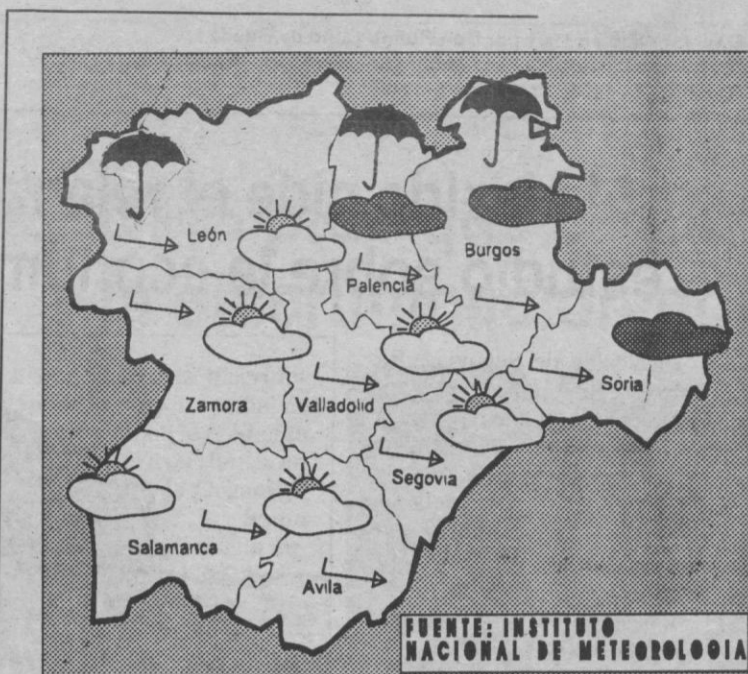 León
Burgos
Palencia
Soria
Zamora
Valladolid
Segovia
Salamanca
Avila
FUENTE: INSTITUTO
NACIONAL DE METEOROLOGIA